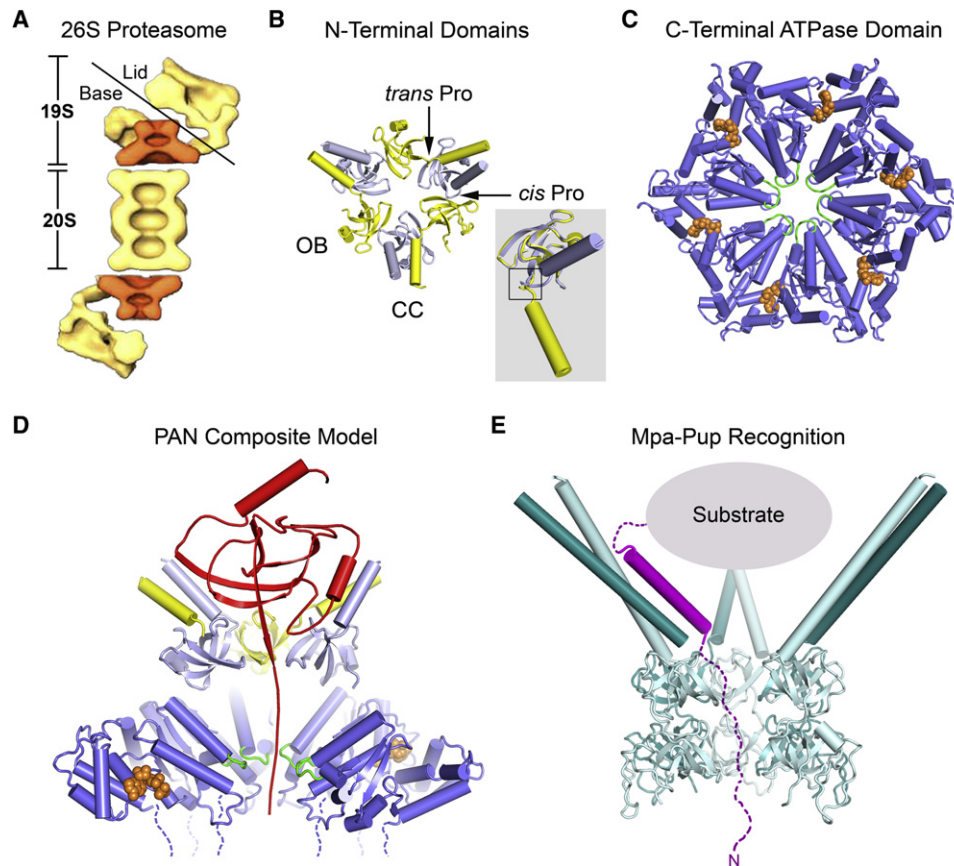 A
26S Proteasome
Lid
Base
19S
20S
B
N-Terminal Domains
trans Pro
cis Pro
OB
CC
C
C-Terminal ATPase Domain
D
PAN Composite Model
E
Mpa-Pup Recognition
Substrate
N